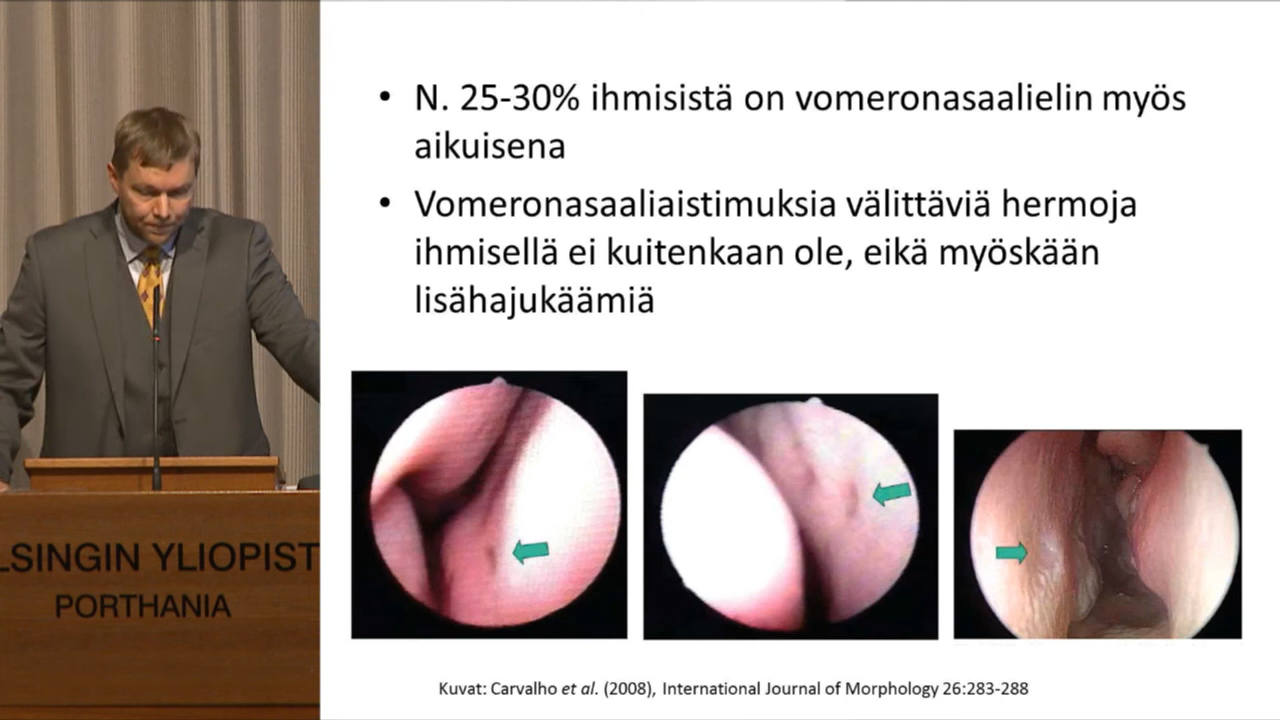 LSINGIN YLIOPIST
PORTHANIA
• N. 25-30% ihmisistä on vomeronasaalielin myös
aikuisena
• Vomeronasaaliaistimuksia välittäviä hermoja
ihmisellä ei kuitenkaan ole, eikä myöskään
lisähajukäämiä
Kuvat: Carvalho et al. (2008), International Journal of Morphology 26:283-288